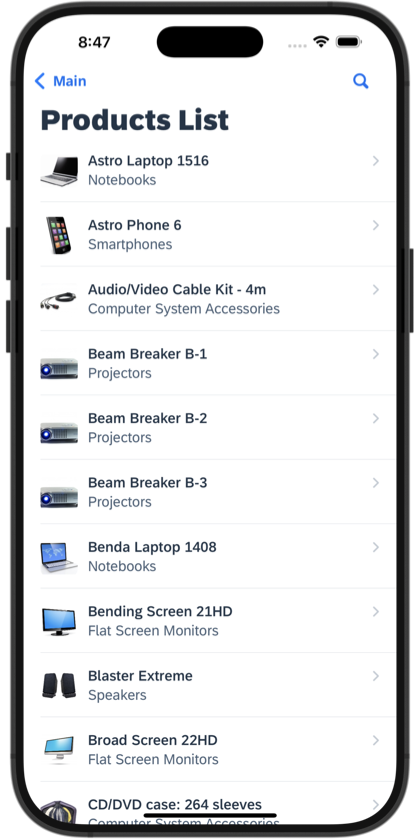 8:47
Main
Products List
Astro Laptop 1516
Notebooks
Astro Phone 6
Smartphones
Audio/Video Cable Kit - 4m
Computer System Accessories
Beam Breaker B-1
Projectors
Beam Breaker B-2
Projectors
Beam Breaker B-3
Projectors
Benda Laptop 1408
Notebooks
Bending Screen 21HD
Flat Screen Monitors
Blaster Extreme
Speakers
Broad Screen 22HD
Flat Screen Monitors
CD/DVD case: 264 sleeves
Computer System Accessories